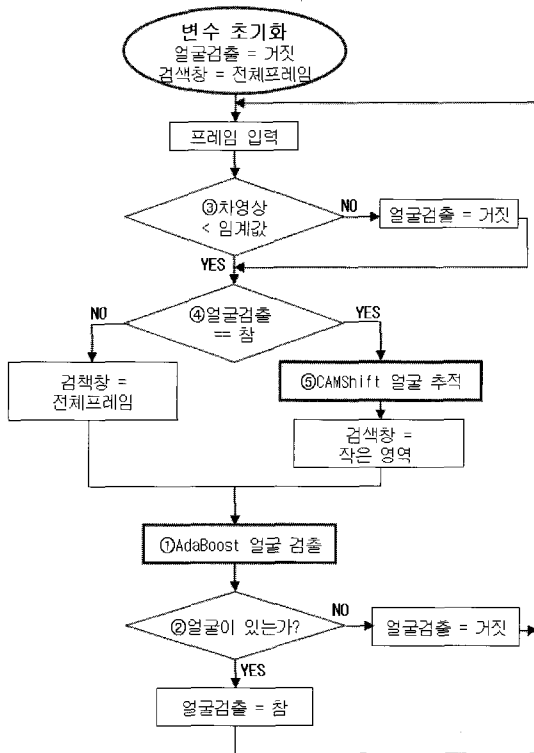 변수 초기화
얼굴검출 = 거짓
검색창 = 전체프레임
프레임 입력
③차영상
< 임계값
NO
얼굴검출 = 거짓
YES
④얼굴검출
== 참
NO
YES
검책창 =
전체프레임
⑤CAMShift 얼굴 추적
검색창 =
작은 영역
①AdaBoost 얼굴 검출
②얼굴이 있는가?
NO
얼굴검출 = 거짓
YES
얼굴검출 = 참